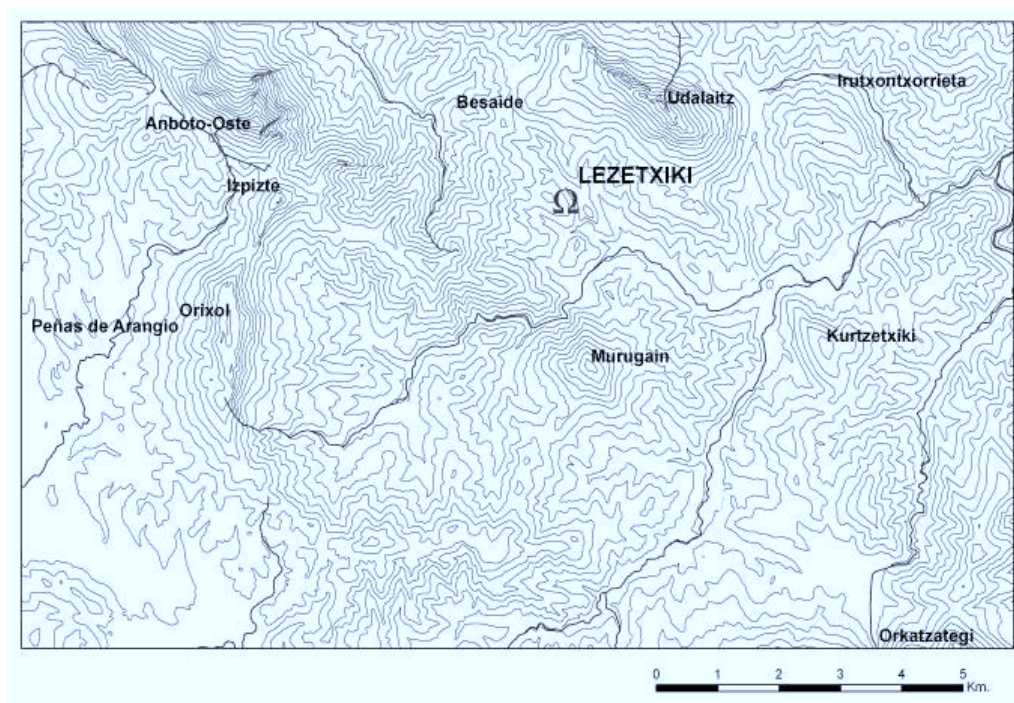 Irutxontxorrieta
Besaide
Udalaitz
Anboto-Oste
LEZETXIKI
Izpizte
Ω
Orixol
Peñas de Arangio
Kurtzetxiki
Murugain
Orkatzategi
0 1 2 3 4 5
Km.